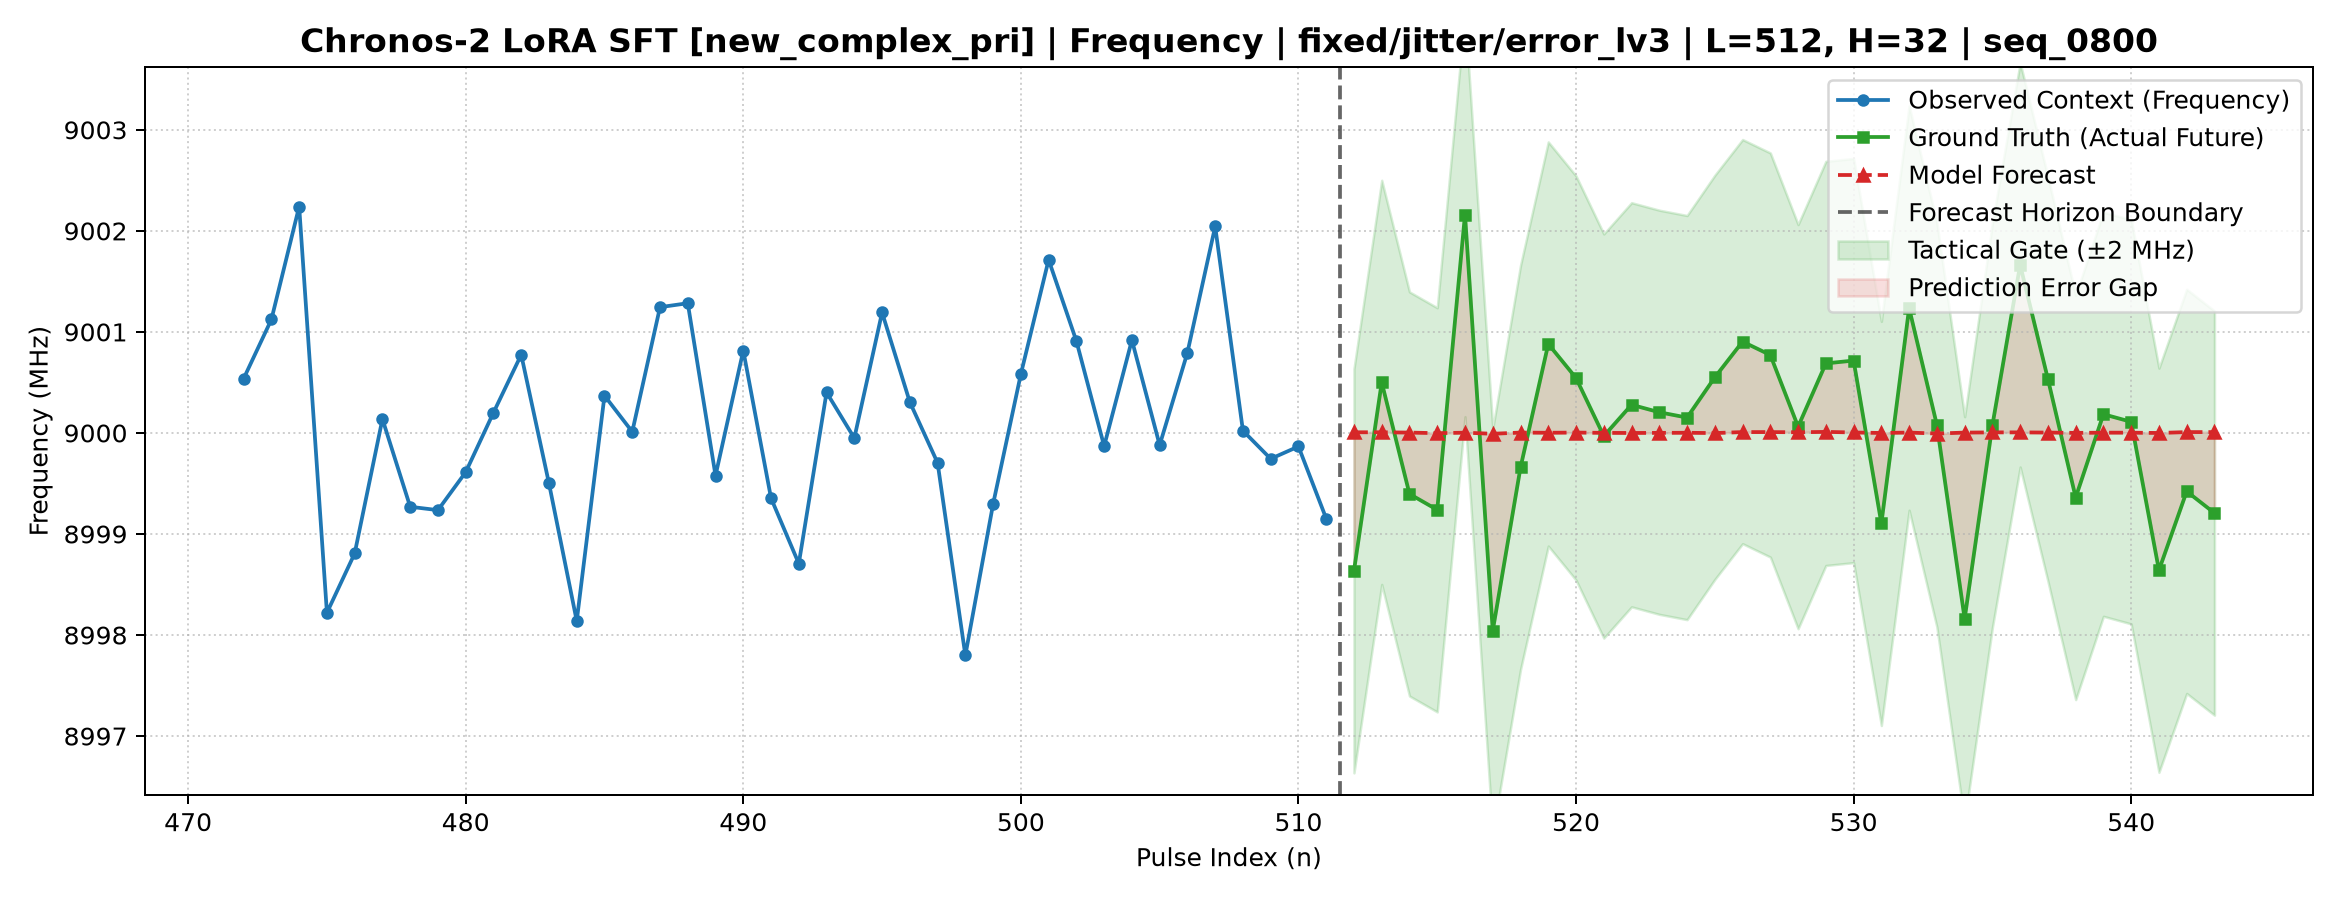 Chronos-2 LoRA SFT [new_complex_pri] | Frequency | fixed/jitter/error_lv3 | L=512, H=32 | seq_0800
Observed Context (Frequency)
Ground Truth (Actual Future)
Model Forecast
Forecast Horizon Boundary
Tactical Gate (±2 MHz)
Prediction Error Gap
Frequency (MHz)
9003
9002
9001
9000
8999
8998
8997
470 480 490 500 510 520 530 540
Pulse Index (n)